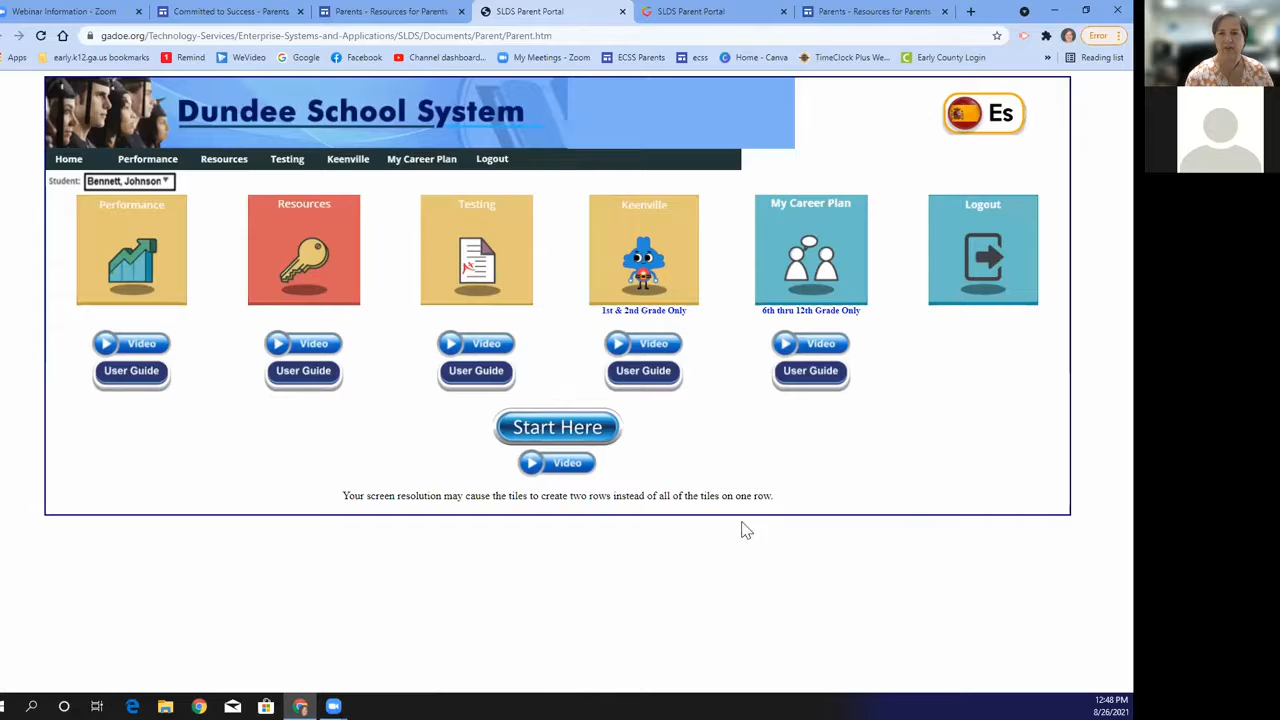 Webinar Information - Zoom
Committed to Success - Parents
Parents - Resources for Parents
SLDS Parent Portal
SLDS Parent Portal
Parents - Resources for Parents
gadoe.org/Technology-Services/Enterprise-Systems-and-Applications/SLDS/Documents/Parent/Parent.htm
Error
Apps
early.k12.ga.us bookmarks
Remind
WeVideo
Google
Facebook
Channel dashboard...
My Meetings - Zoom
ECSS Parents
ecss
Home - Canva
TimeClock Plus We...
Early County Login
»
Reading list
Dundee School System
Es
Home Performance Resources Testing Keenville My Career Plan Logout
Student: Bennett, Johnson
Performance
Resources
Testing
Keenville
My Career Plan
Logout
1st & 2nd Grade Only
6th thru 12th Grade Only
Video
Video
Video
Video
Video
User Guide
User Guide
User Guide
User Guide
User Guide
Start Here
Video
Your screen resolution may cause the tiles to create two rows instead of all of the tiles on one row.
12:48 PM
8/26/2021